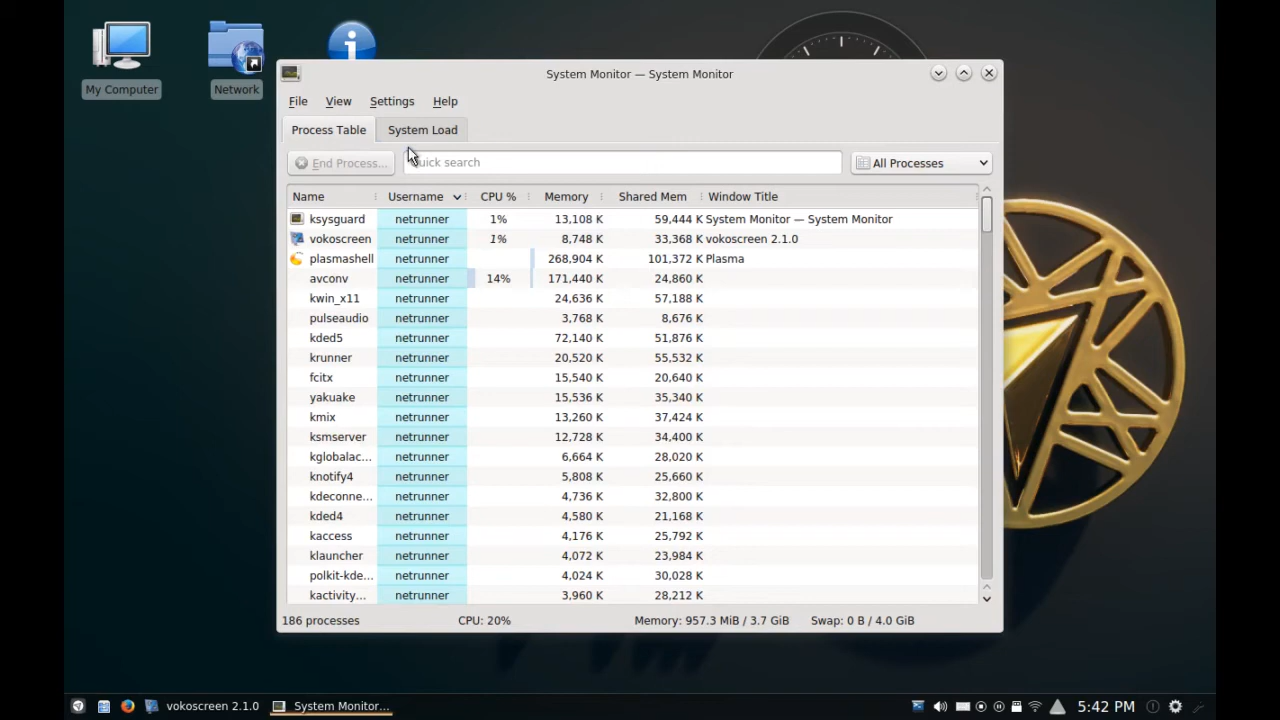 My Computer
Network
System Monitor — System Monitor
File View Settings Help
Process Table System Load
End Process... Quick search All Processes
Name Username CPU % Memory Shared Mem Window Title
ksysguard netrunner 1% 13,108 K 59,444 K System Monitor — System Monitor
vokoscreen netrunner 1% 8,748 K 33,368 K vokoscreen 2.1.0
plasmashell netrunner 268,904 K 101,372 K Plasma
avconv netrunner 14% 171,440 K 24,860 K
kwin_x11 netrunner 24,636 K 57,188 K
pulseaudio netrunner 3,768 K 8,676 K
kded5 netrunner 72,140 K 51,876 K
krunner netrunner 20,520 K 55,532 K
fcitx netrunner 15,540 K 20,640 K
yakuake netrunner 15,536 K 35,340 K
kmix netrunner 13,260 K 37,424 K
ksmserver netrunner 12,728 K 34,400 K
kglobalac... netrunner 6,664 K 28,020 K
knotify4 netrunner 5,808 K 25,660 K
kdeconne... netrunner 4,736 K 32,800 K
kded4 netrunner 4,580 K 21,168 K
kaccess netrunner 4,176 K 25,792 K
klauncher netrunner 4,072 K 23,984 K
polkit-kde... netrunner 4,024 K 30,028 K
kactivity... netrunner 3,960 K 28,212 K
186 processes CPU: 20% Memory: 957.3 MiB / 3.7 GiB Swap: 0 B / 4.0 GiB
vokoscreen 2.1.0 System Monitor... 5:42 PM